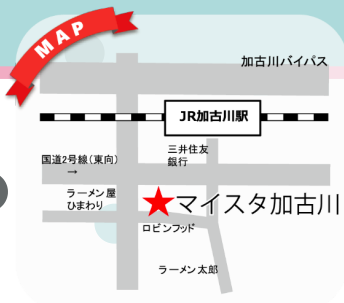 MAP
加古川バイパス
JR加古川駅
三井住友
銀行
国道2号線(東向)
→
ラーメン屋
ひまわり
★マイスタ加古川
ロビンフッド
ラーメン太郎